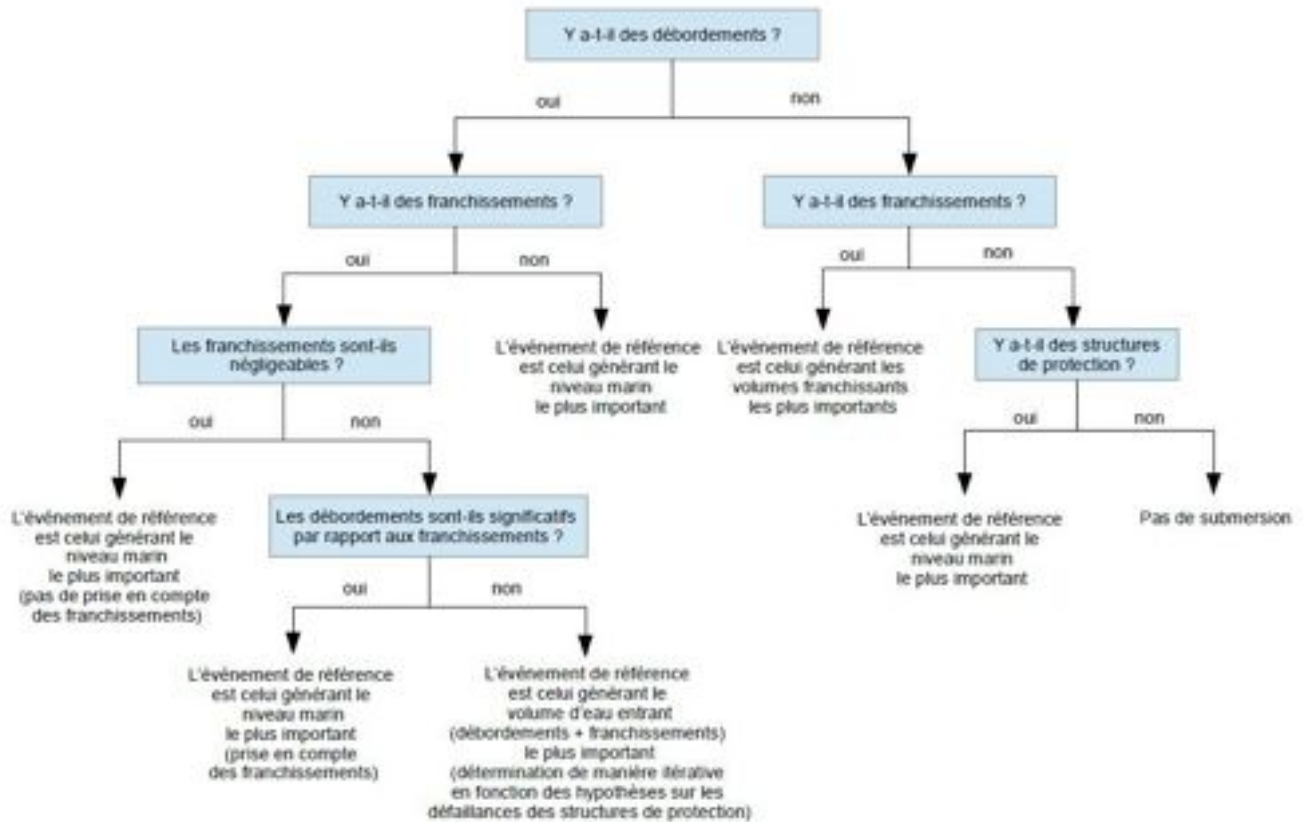 Y a-t-il des débordements ?
oui
non
Y a-t-il des franchissements ?
Y a-t-il des franchissements ?
oui
non
oui
non
Les franchissements sont-ils
négligeables ?
L'événement de référence
est celui générant le
niveau marin
le plus important
L'événement de référence
est celui générant les
volumes franchissants
les plus importants
Y a-t-il des structures
de protection ?
oui
non
oui
non
L'événement de référence
est celui générant le
niveau marin
le plus important
(pas de prise en compte
des franchissements)
Les débordements sont-ils significatifs
par rapport aux franchissements ?
L'événement de référence
est celui générant le
niveau marin
le plus important
Pas de submersion
oui
non
L'événement de référence
est celui générant le
niveau marin
le plus important
(prise en compte
des franchissements)
L'événement de référence
est celui générant le
volume d'eau entrant
(débordements + franchissements)
le plus important
(détermination de manière itérative
en fonction des hypothèses sur les
défaillances des structures de protection)